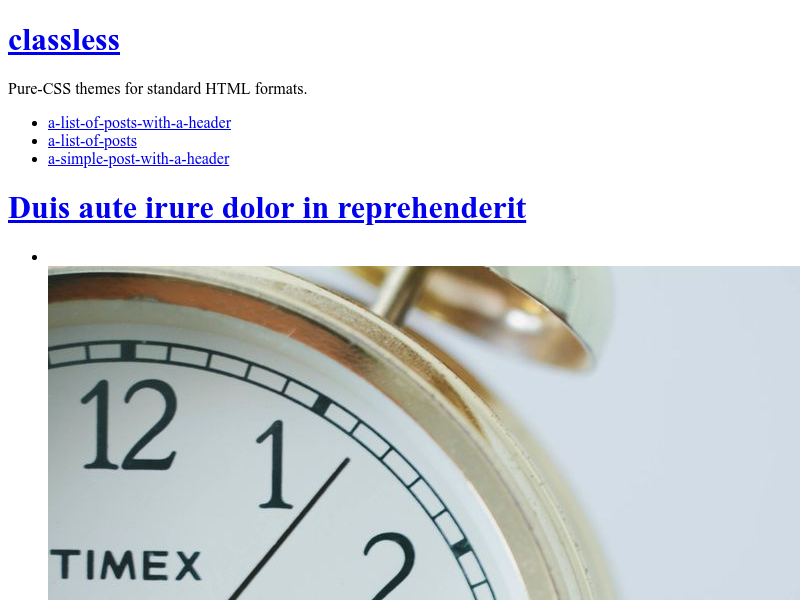 classless
Pure-CSS themes for standard HTML formats.
a-list-of-posts-with-a-header
a-list-of-posts
a-simple-post-with-a-header
Duis aute irure dolor in reprehenderit
12
1
2
TIMEX